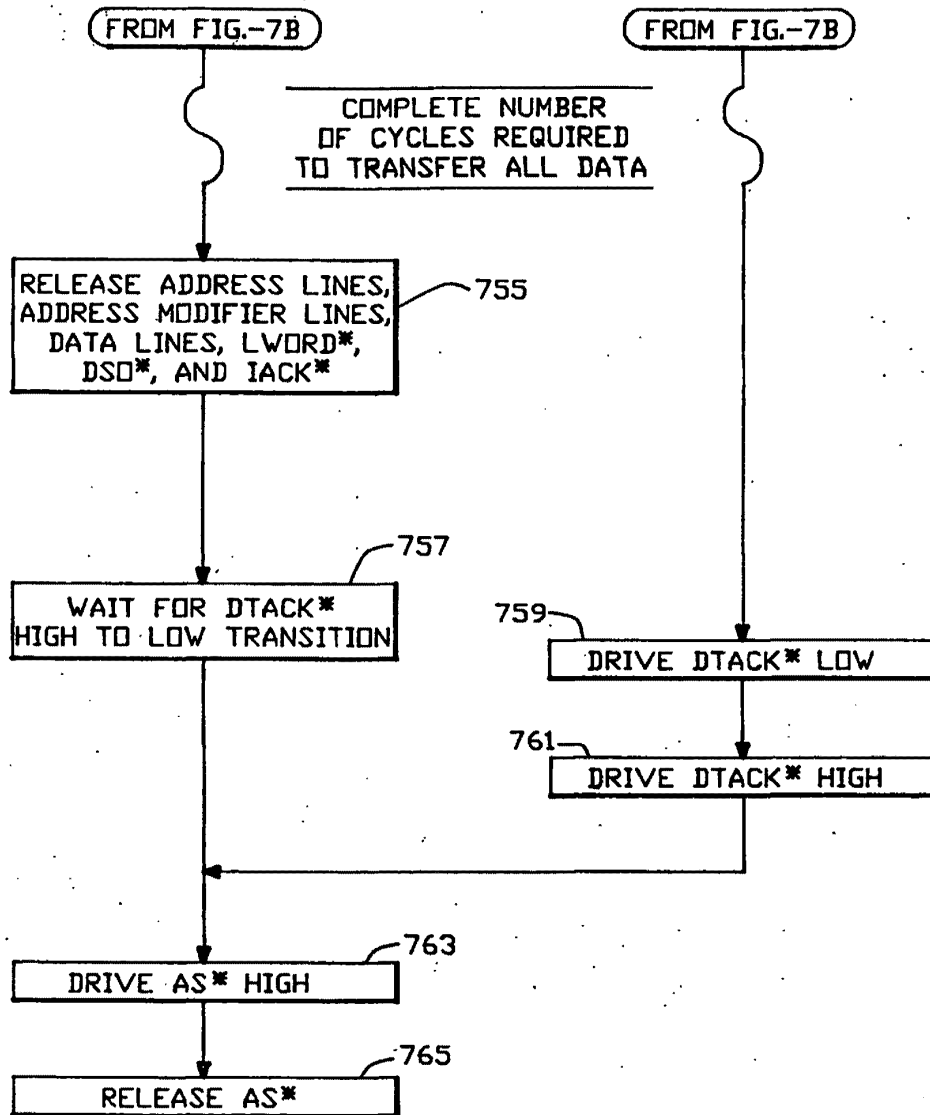 FROM FIG.-7B
FROM FIG.-7B
COMPLETE NUMBER
OF CYCLES REQUIRED
TO TRANSFER ALL DATA
RELEASE ADDRESS LINES,
ADDRESS MODIFIER LINES,
DATA LINES, LWORD*,
DSO*, AND IACK*
755
757
WAIT FOR DTACK*
HIGH TO LOW TRANSITION
759
DRIVE DTACK* LOW
761
DRIVE DTACK* HIGH
763
DRIVE AS* HIGH
765
RELEASE AS*